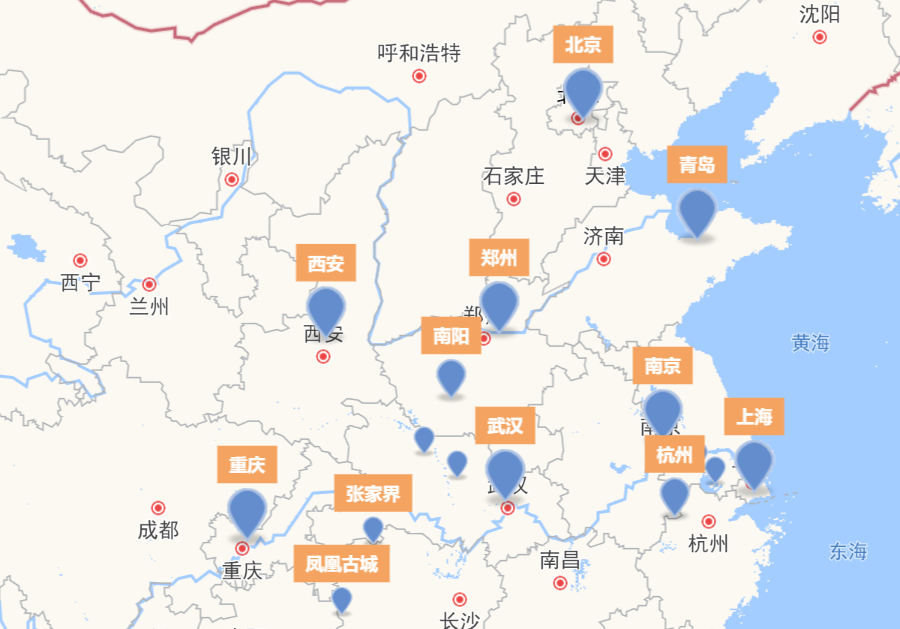 沈阳
北京
呼和浩特
银川
青岛
石家庄
天津
济南
西安
郑州
西宁
兰州
西安
南阳
黄海
南京
上海
武汉
杭州
重庆
张家界
成都
杭州
东海
凤凰古城
南昌
重庆
长沙